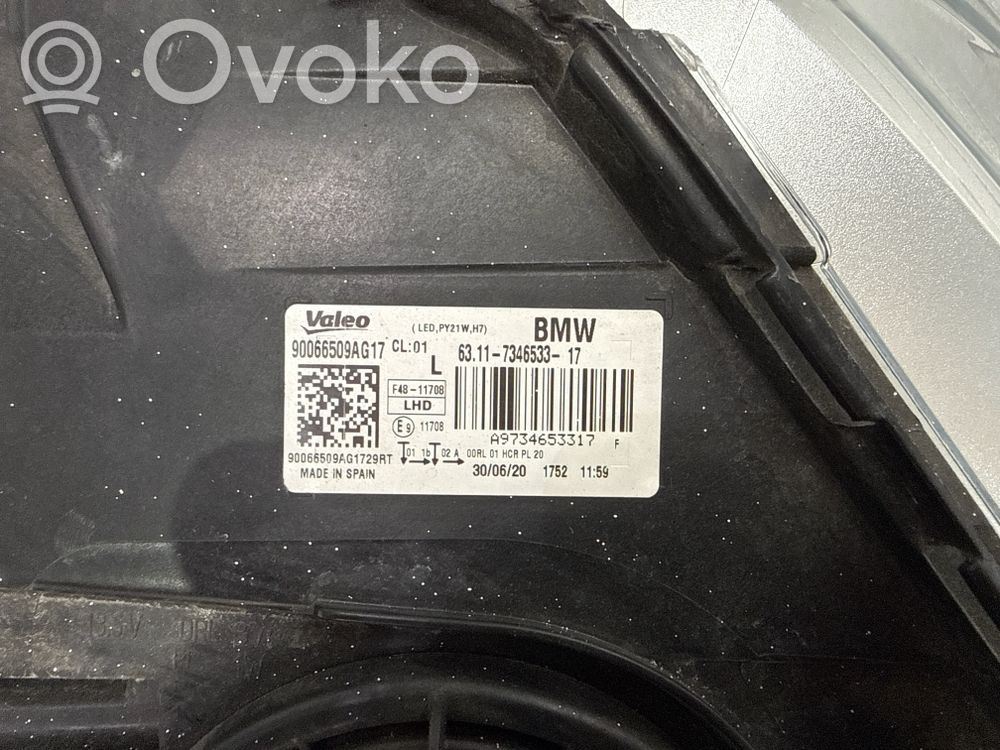 Ovoko
Valeo
(LED,PY21W,H7)
BMW
90066509AG17
CL:01
L
63.11-7346533-17
F48-11708
LHD
E9
11708
A9734653317
F
90066509AG1729RT
01 1b 02 A 00RL 01 HCR PL 20
MADE IN SPAIN
30/06/20 1752 11:59